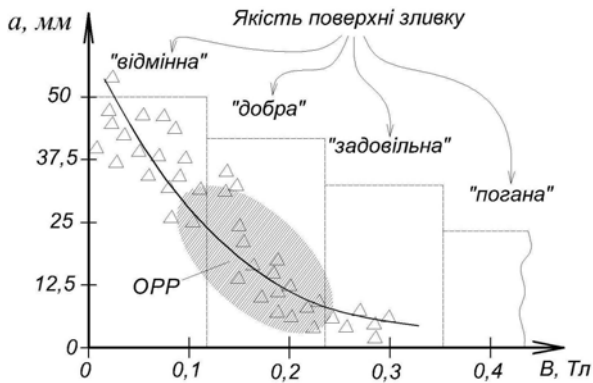 a, мм
Якість поверхні зливку
"відмінна"
"добра"
"задовільна"
"погана"
50
37,5
25
12,5
0
ОРР
0
0,1
0,2
0,3
0,4
B, Тл